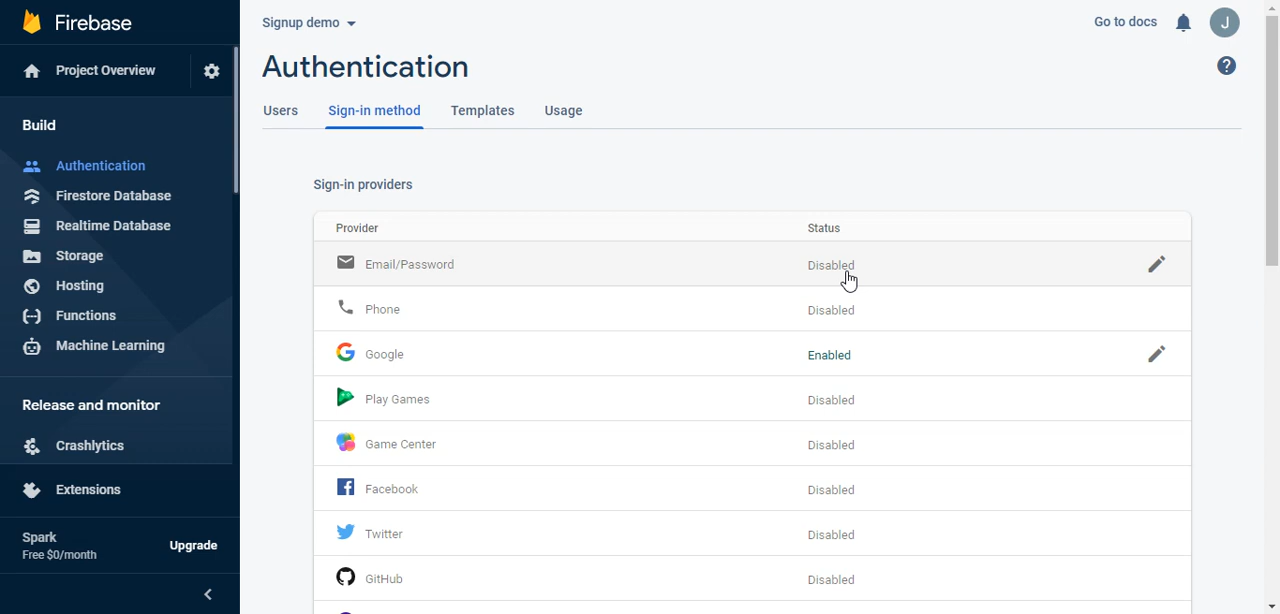 Firebase
Project Overview
Build
Authentication
Firestore Database
Realtime Database
Storage
Hosting
Functions
Machine Learning
Release and monitor
Crashlytics
Extensions
Spark
Free $0/month
Upgrade
Signup demo
Go to docs
J
Authentication
?
Users Sign-in method Templates Usage
Sign-in providers
Provider Status
Email/Password Disabled
Phone Disabled
Google Enabled
Play Games Disabled
Game Center Disabled
Facebook Disabled
Twitter Disabled
GitHub Disabled